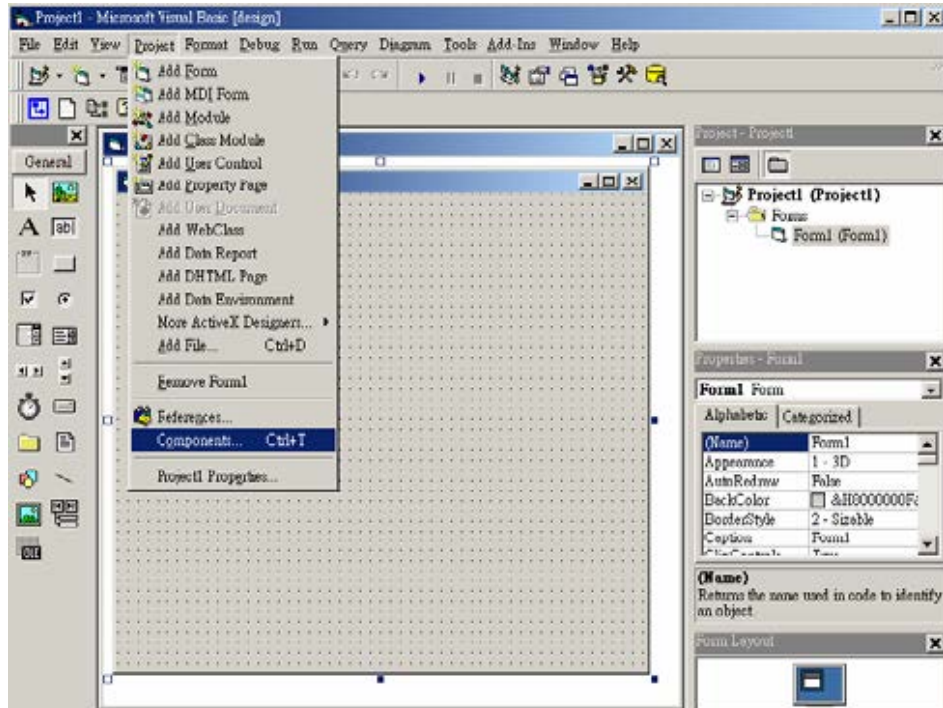 Project1 - Microsoft Visual Basic [design]
File Edit View Project Format Debug Run Query Diagram Tools Add-Ins Window Help
Add Form
Add MDI Form
Add Module
Add Class Module
Add User Control
Add Property Page
Add User Document
Add WebClass
Add Data Report
Add DHTML Page
Add Data Environment
More ActiveX Designers...
Add File... Ctrl+D
Remove Form1
References...
Components... Ctrl+T
Project1 Properties...
General
Project - Project1
Project1 (Project1)
Forms
Form1 (Form1)
Properties - Form1
Form1 Form
Alphabetic Categorized
(Name) Form1
Appearance 1 - 3D
AutoRedraw False
BackColor &H8000000F&
BorderStyle 2 - Sizable
Caption Form1
ClipControls True
(Name)
Returns the name used in code to identify an object.
Form Layout